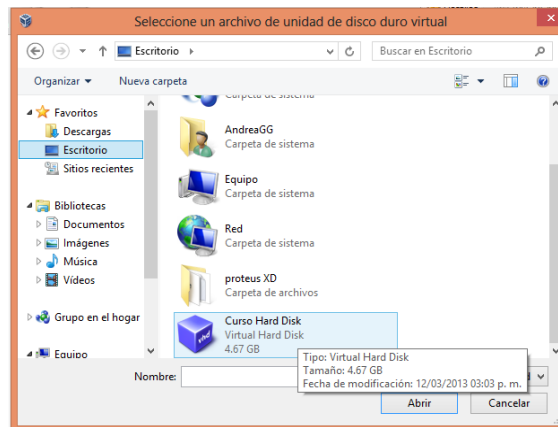 Seleccione un archivo de unidad de disco duro virtual
Escritorio
Buscar en Escritorio
Organizar
Nueva carpeta
Favoritos
Descargas
Escritorio
Sitios recientes
Bibliotecas
Documentos
Imágenes
Música
Vídeos
Grupo en el hogar
Equipo
Carpeta de sistema
AndreaGG
Carpeta de sistema
Equipo
Carpeta de sistema
Red
Carpeta de sistema
proteus XD
Carpeta de archivos
Curso Hard Disk
Virtual Hard Disk
4.67 GB
vhd
Tipo: Virtual Hard Disk
Tamaño: 4.67 GB
Fecha de modificación: 12/03/2013 03:03 p. m.
Nombre:
Abrir
Cancelar